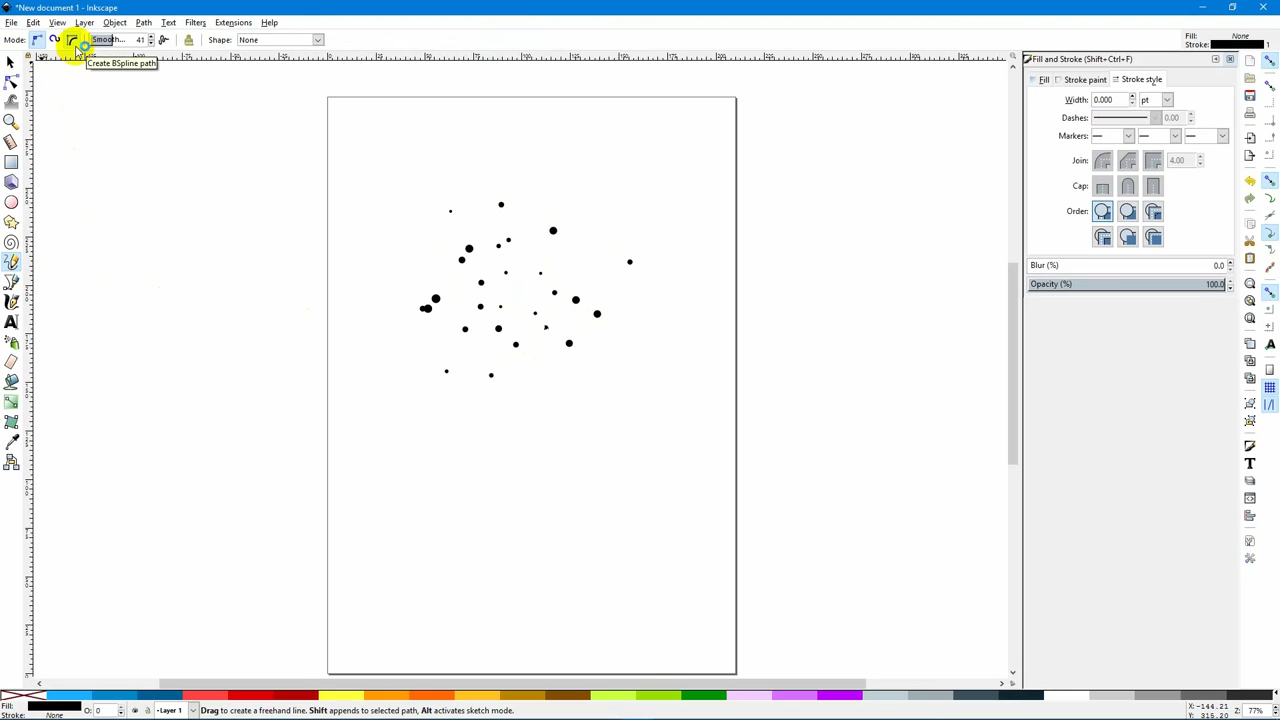 *New document 1 - Inkscape
File Edit View Layer Object Path Text Filters Extensions Help
Mode: Smoot... 41 Shape: None
Create BSpline path
Fill: None
Stroke: 1
Fill and Stroke (Shift+Ctrl+F)
Fill Stroke paint Stroke style
Width: 0.000 pt
Dashes: 0.00
Markers:
Join: 4.00
Cap:
Order:
Blur (%) 0.0
Opacity (%) 100.0
Fill:
Stroke: None
O: 0
Layer 1
Drag to create a freehand line. Shift appends to selected path, Alt activates sketch mode.
X: -144.21
Y: 315.20
Z: 77%